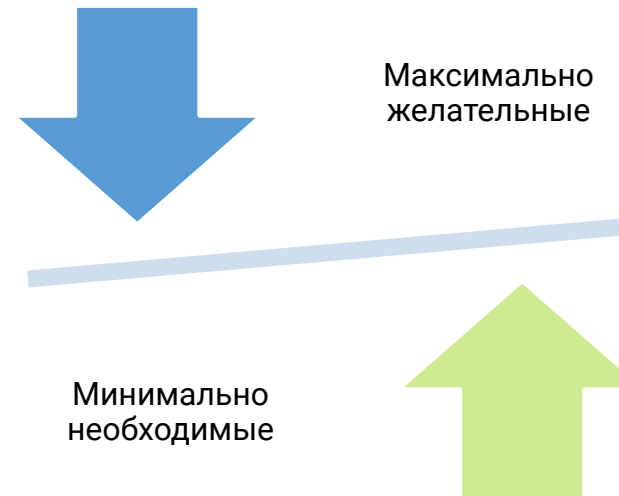 Максимально
желательные
Минимально
необходимые